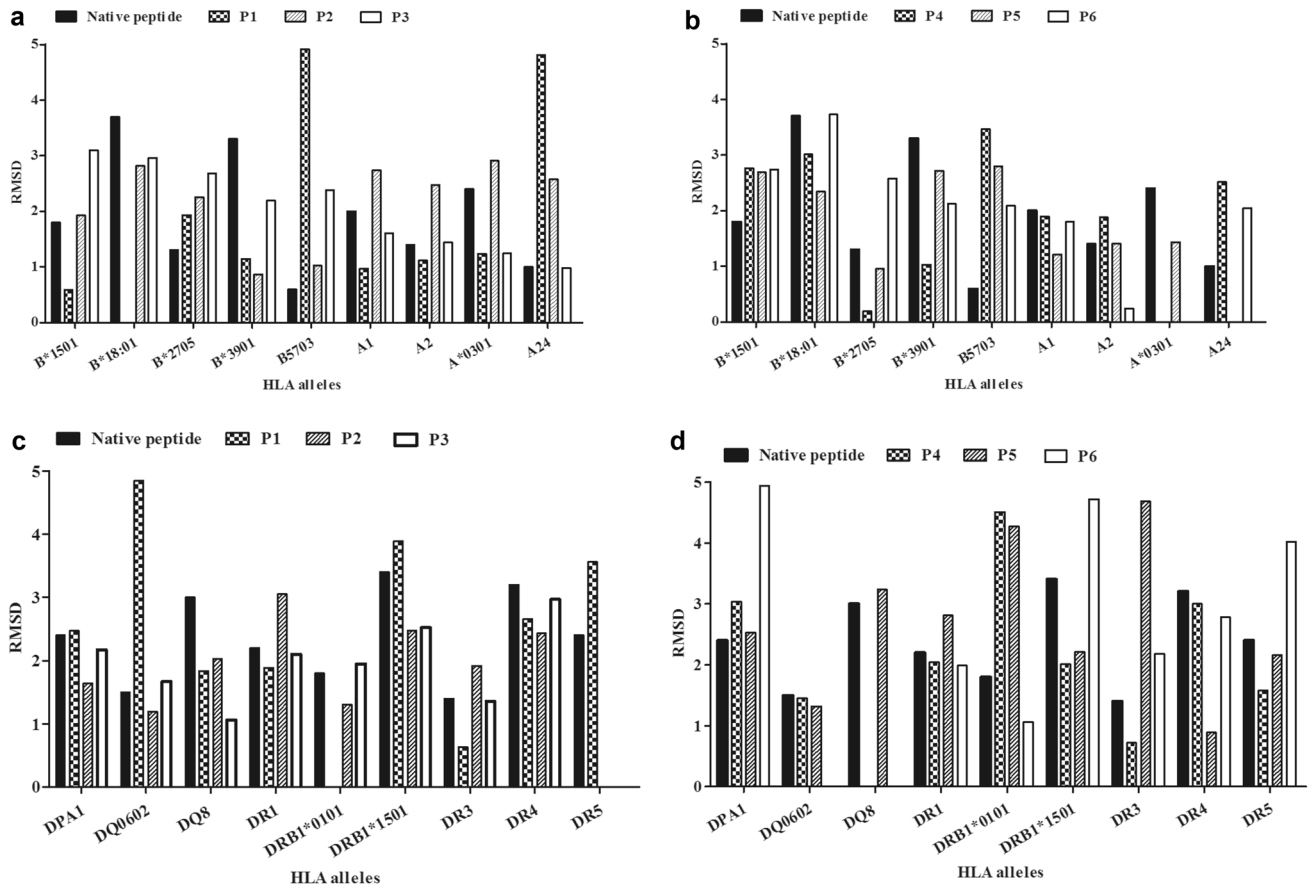 a
Native peptide P1 P2 P3
5
4
3
2
1
0
RMSD
B*1501 B*18:01 B*2705 B*3901 B5703 A1 A2 A*0301 A24
HLA alleles
b
Native peptide P4 P5 P6
5
4
3
2
1
0
RMSD
B*1501 B*18:01 B*2705 B*3901 B5703 A1 A2 A*0301 A24
HLA alleles
c
Native peptide P1 P2 P3
5
4
3
2
1
0
RMSD
DPA1 DQ0602 DQ8 DR1 DRB1*0101 DRB1*1501 DR3 DR4 DR5
HLA alleles
d
Native peptide P4 P5 P6
5
4
3
2
1
0
RMSD
DPA1 DQ0602 DQ8 DR1 DRB1*0101 DRB1*1501 DR3 DR4 DR5
HLA alleles